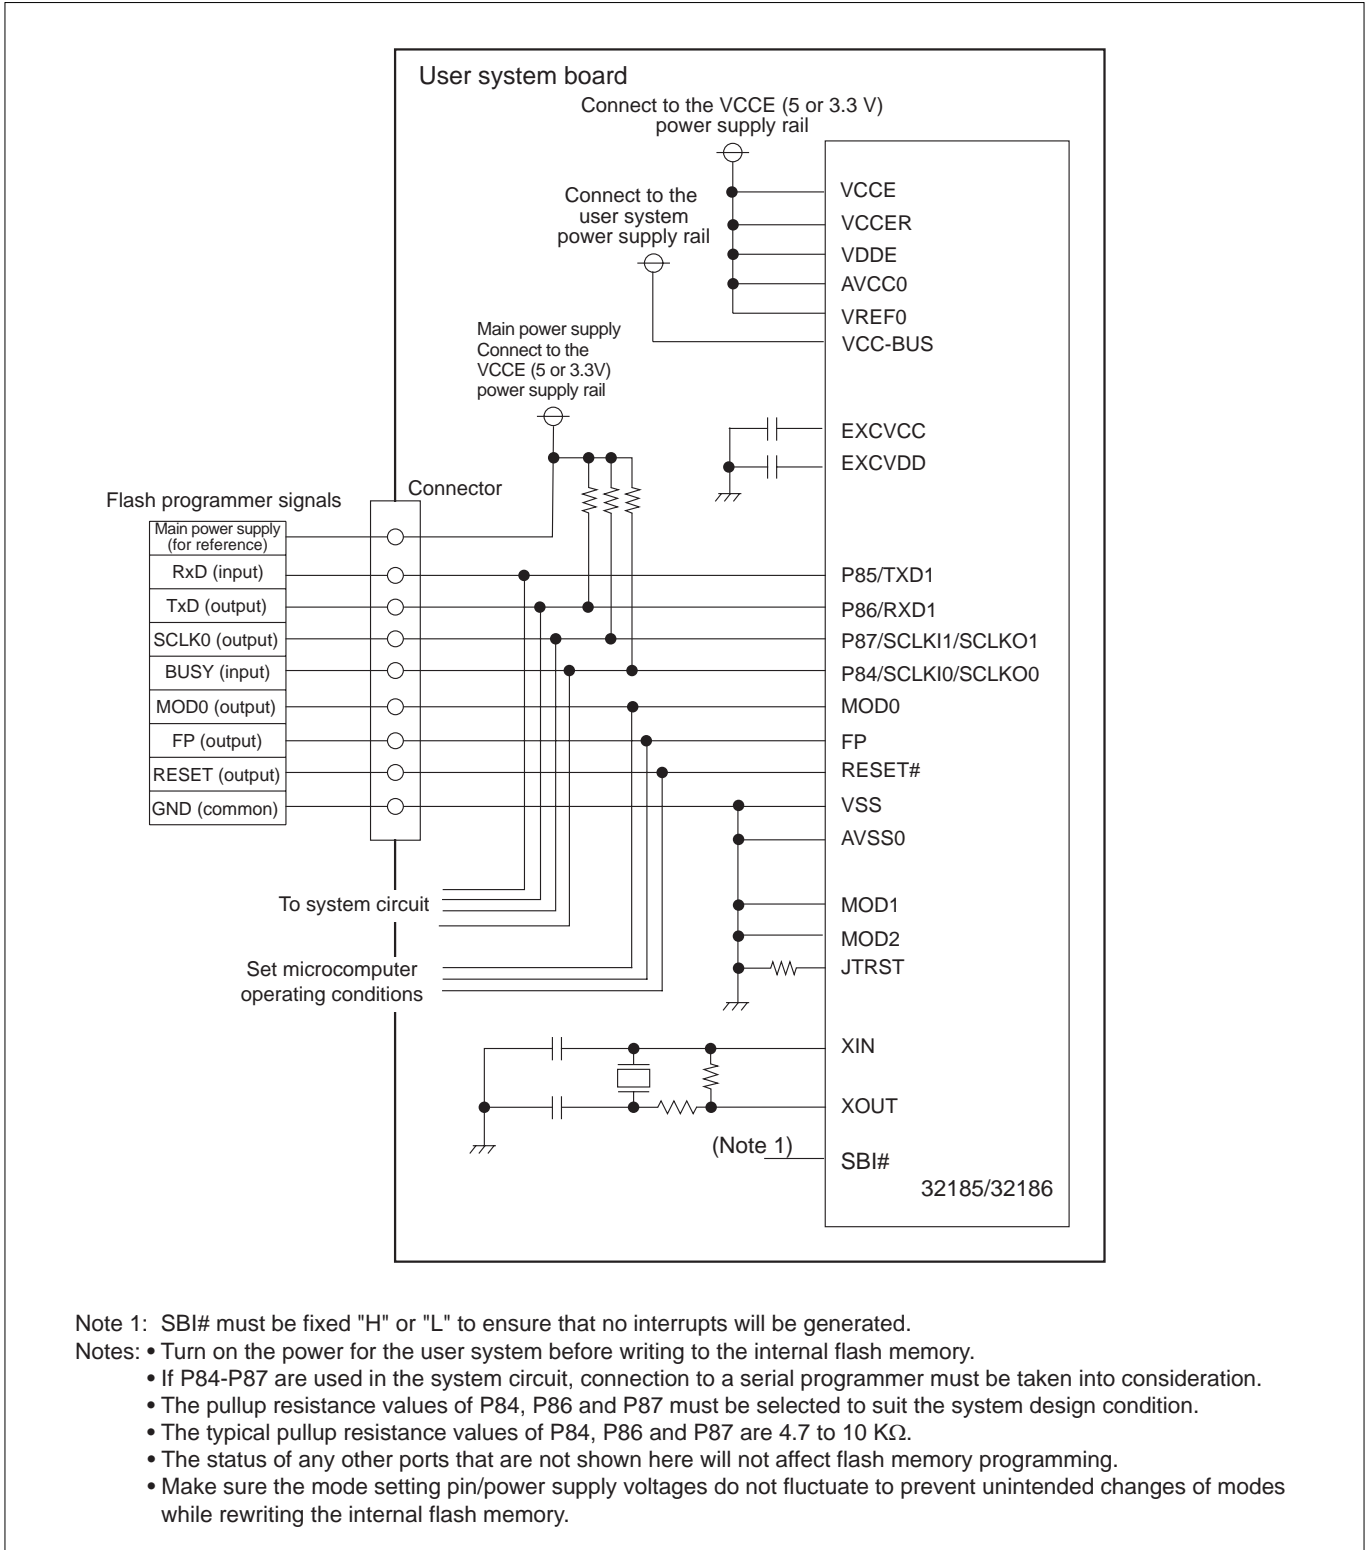 User system board
Connect to the VCCE (5 or 3.3 V)
power supply rail
Connect to the
user system
power supply rail
Main power supply
Connect to the
VCCE (5 or 3.3V)
power supply rail
VCCE
VCCER
VDDE
AVCC0
VREF0
VCC-BUS
EXCVCC
EXCVDD
Flash programmer signals
Connector
Main power supply
(for reference)
RxD (input)
TxD (output)
SCLK0 (output)
BUSY (input)
MOD0 (output)
FP (output)
RESET (output)
GND (common)
P85/TXD1
P86/RXD1
P87/SCLKI1/SCLKO1
P84/SCLKI0/SCLKO0
MOD0
FP
RESET#
VSS
AVSS0
MOD1
MOD2
JTRST
To system circuit
Set microcomputer
operating conditions
XIN
XOUT
(Note 1)
SBI#
32185/32186
Note 1: SBI# must be fixed "H" or "L" to ensure that no interrupts will be generated.
Notes: • Turn on the power for the user system before writing to the internal flash memory.
• If P84-P87 are used in the system circuit, connection to a serial programmer must be taken into consideration.
• The pullup resistance values of P84, P86 and P87 must be selected to suit the system design condition.
• The typical pullup resistance values of P84, P86 and P87 are 4.7 to 10 KΩ.
• The status of any other ports that are not shown here will not affect flash memory programming.
• Make sure the mode setting pin/power supply voltages do not fluctuate to prevent unintended changes of modes
while rewriting the internal flash memory.